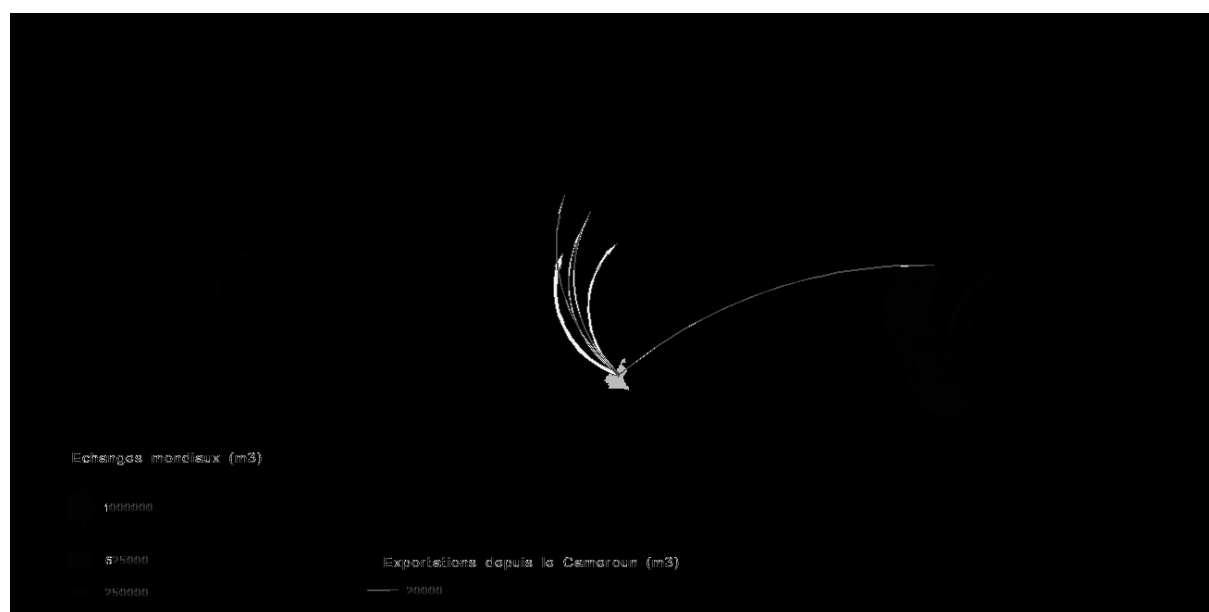 Echanges mondiaux (m3)
1000000
625000
250000
Exportations depuis le Cameroun (m3)
20000